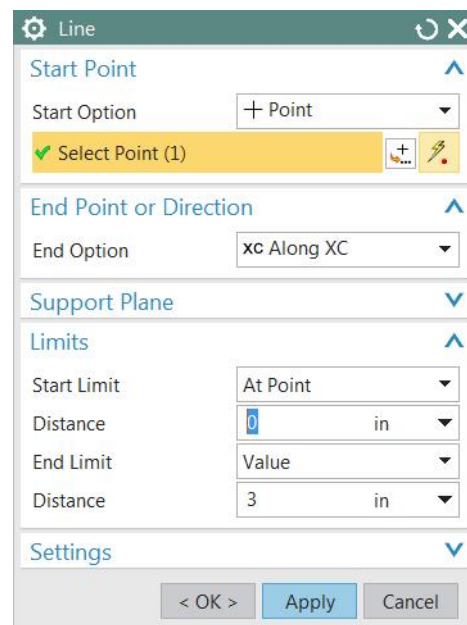 Line
Start Point
Start Option + Point
Select Point (1)
End Point or Direction
End Option XC Along XC
Support Plane
Limits
Start Limit At Point
Distance 0 in
End Limit Value
Distance 3 in
Settings
< OK > Apply Cancel